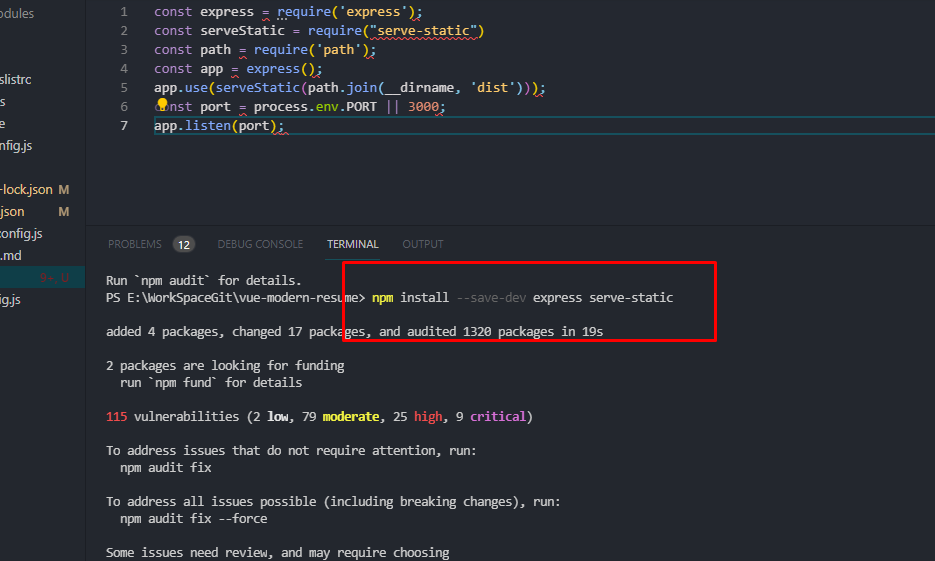 odules
slistrc
s
e
nfig.js
-lock.json M
json M
onfig.js
.md
9+, U
ig.js
1 const express = require('express');
2 const serveStatic = require("serve-static")
3 const path = require('path');
4 const app = express();
5 app.use(serveStatic(path.join(__dirname, 'dist')));
6 const port = process.env.PORT || 3000;
7 app.listen(port);
PROBLEMS 12 DEBUG CONSOLE TERMINAL OUTPUT
Run `npm audit` for details.
PS E:\WorkSpaceGit\vue-modern-resume> npm install --save-dev express serve-static
added 4 packages, changed 17 packages, and audited 1320 packages in 19s
2 packages are looking for funding
run `npm fund` for details
115 vulnerabilities (2 low, 79 moderate, 25 high, 9 critical)
To address issues that do not require attention, run:
npm audit fix
To address all issues possible (including breaking changes), run:
npm audit fix --force
Some issues need review, and may require choosing